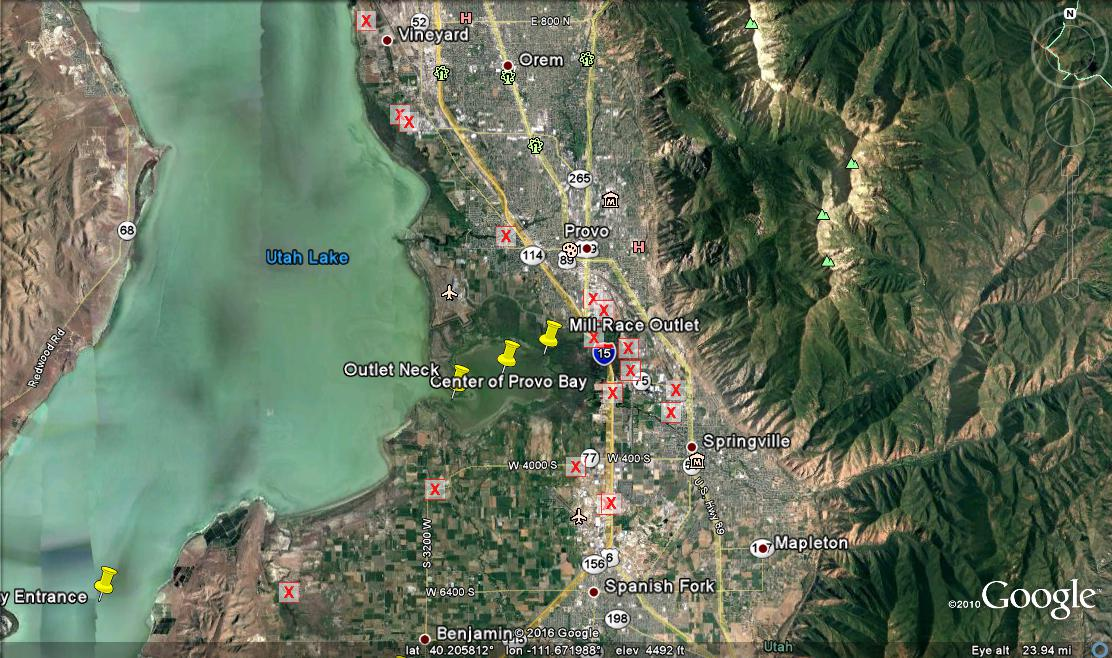 52
H
E 800 N
Vineyard
Orem
N
265
68
Provo
H
114
89
Utah Lake
Mill Race Outlet
15
Outlet Neck
Center of Provo Bay
Redwood Rd
Springville
77
W 400 S
W 4000 S
U.S. Hwy 89
S 3200 W
Mapleton
156
6
Spanish Fork
W 6400 S
y Entrance
198
©2010 Google
Benjamin
© 2016 Google
Utah
lat 40.205812° lon -111.671988° elev 4492 ft
Eye alt 23.94 mi